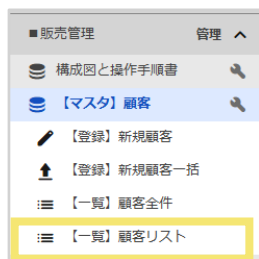 ■販売管理 管理
構成図と操作手順書
【マスタ】顧客
【登録】新規顧客
【登録】新規顧客一括
【一覧】顧客全件
【一覧】顧客リスト